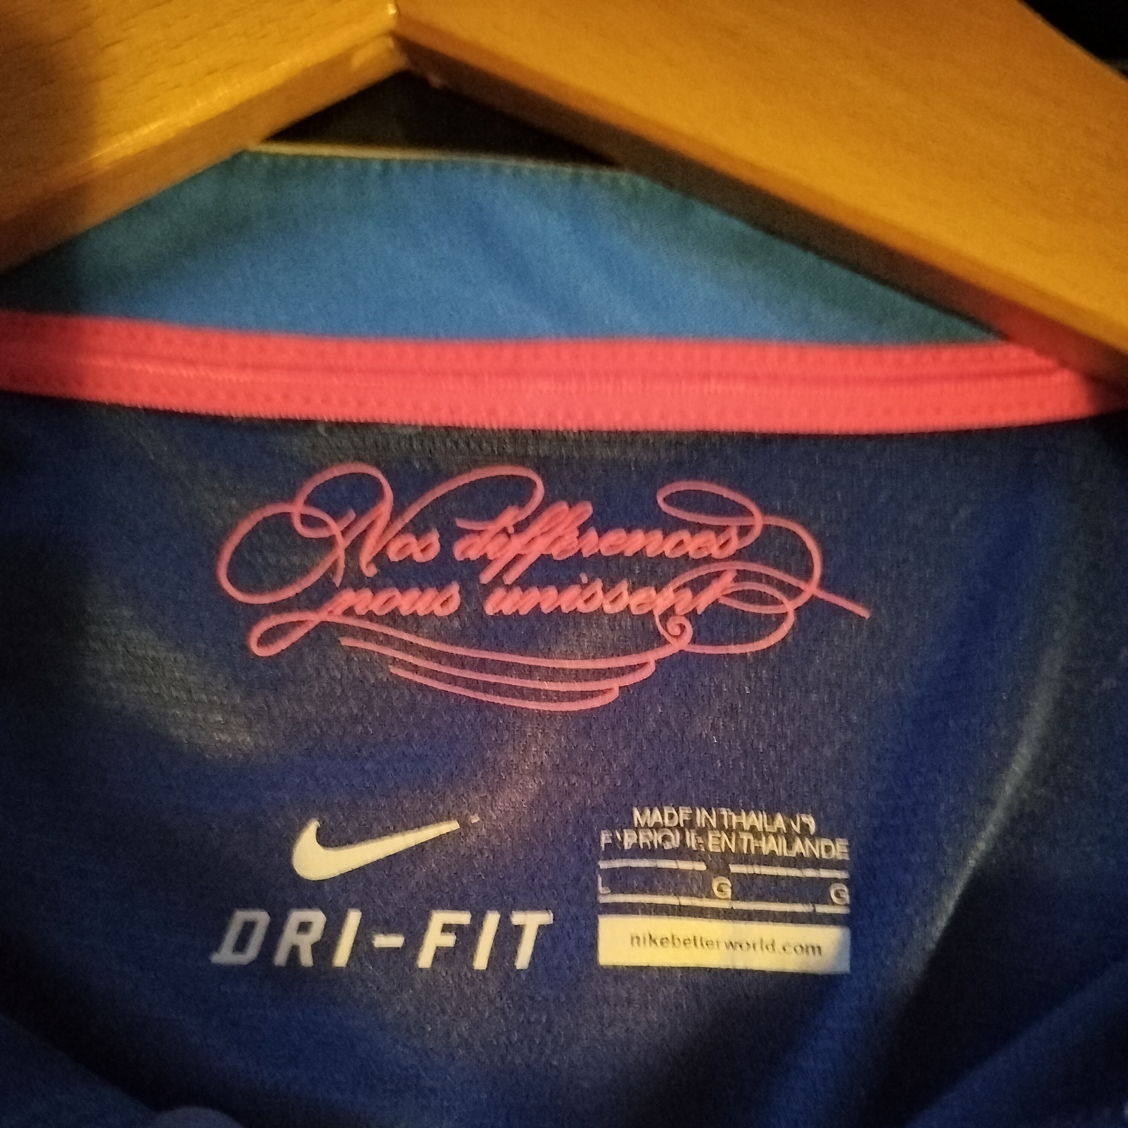 Nos différences
nous unissent
DRI-FIT
MADE IN THAILAND
FABRIQUE EN THAILANDE
L G G
nikebetterworld.com